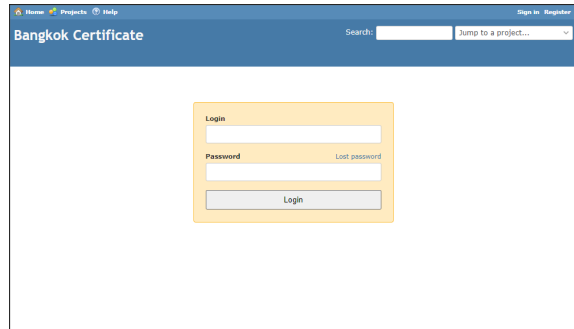 Home Projects Help Sign in Register
Bangkok Certificate Search: Jump to a project...
Login
Password Lost password
Login